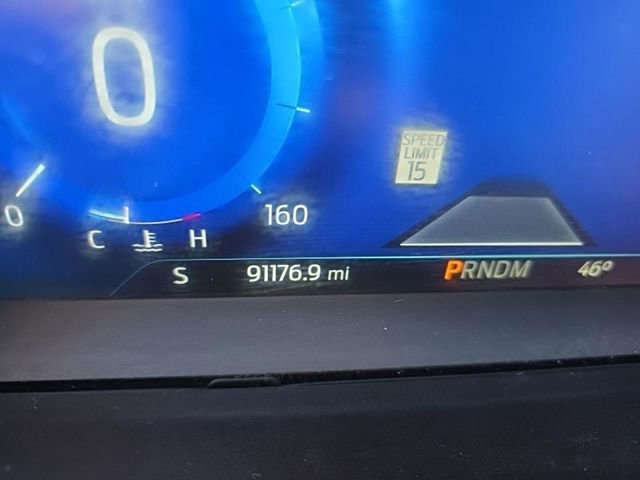 0
SPEED
LIMIT
15
0
160
C H
S 91176.9 mi PRNDM 46°